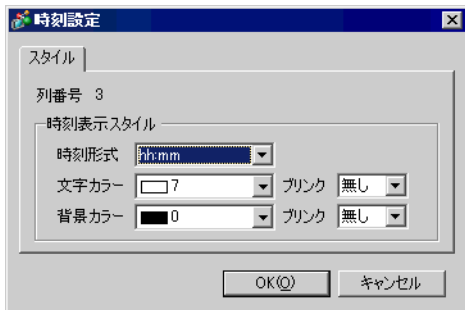 時刻設定
スタイル
列番号 3
時刻表示スタイル
時刻形式 hh:mm
文字カラー 7 ブリンク 無し
背景カラー 0 ブリンク 無し
OK(O) キャンセル